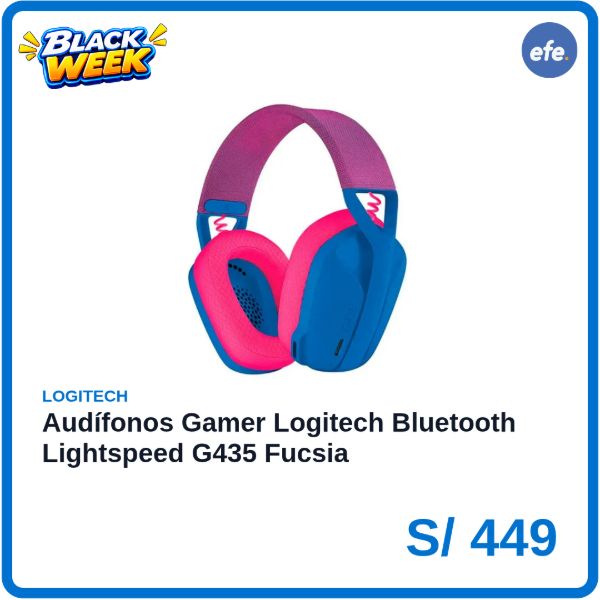 BLACK
WEEK
efe.
LOGITECH
Audífonos Gamer Logitech Bluetooth
Lightspeed G435 Fucsia
S/ 449